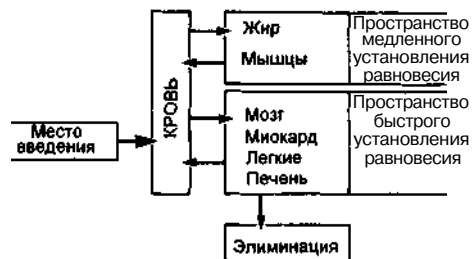 Место
введения
КРОВЬ
Жир
Мышцы
Пространство
медленного
установления
равновесия
Мозг
Миокард
Легкие
Печень
Пространство
быстрого
установления
равновесия
Элиминация